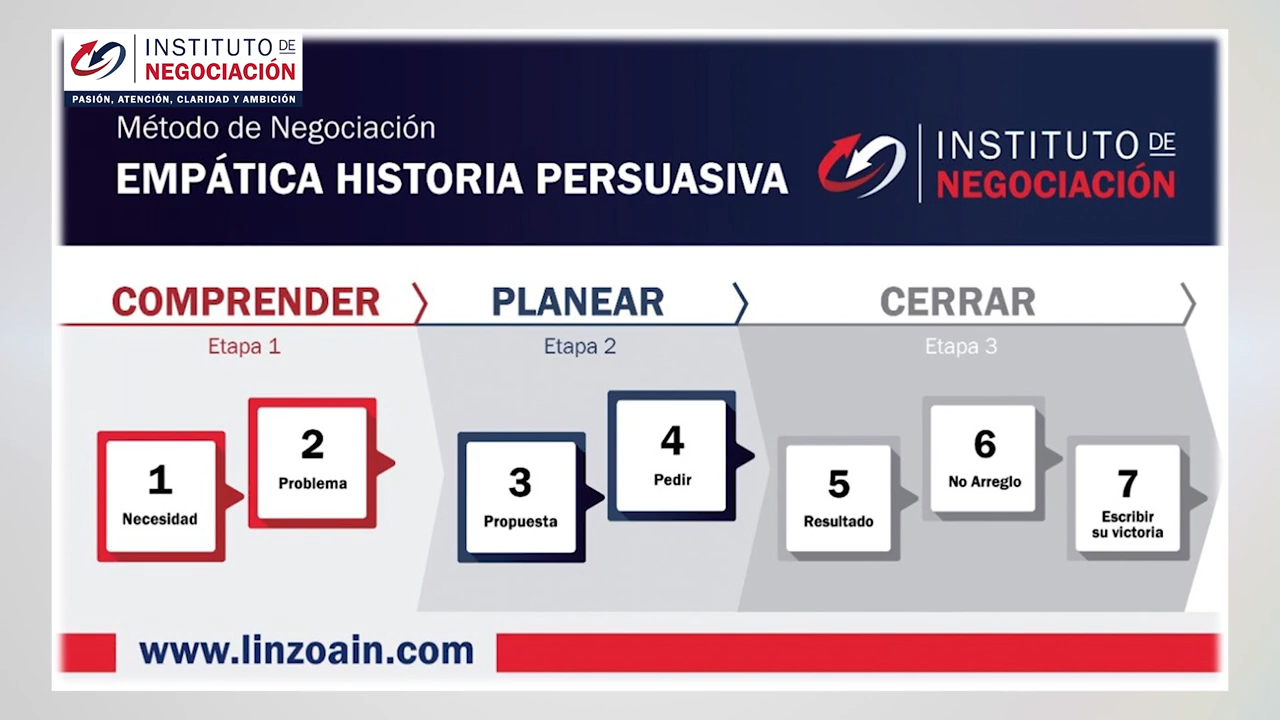 INSTITUTO DE
NEGOCIACIÓN
PASIÓN, ATENCIÓN, CLARIDAD Y AMBICIÓN
Método de Negociación
EMPÁTICA HISTORIA PERSUASIVA
INSTITUTO DE
NEGOCIACIÓN
COMPRENDER
PLANEAR
CERRAR
Etapa 1
Etapa 2
Etapa 3
1
Necesidad
2
Problema
3
Propuesta
4
Pedir
5
Resultado
6
No Arreglo
7
Escribir
su victoria
www.linzoain.com